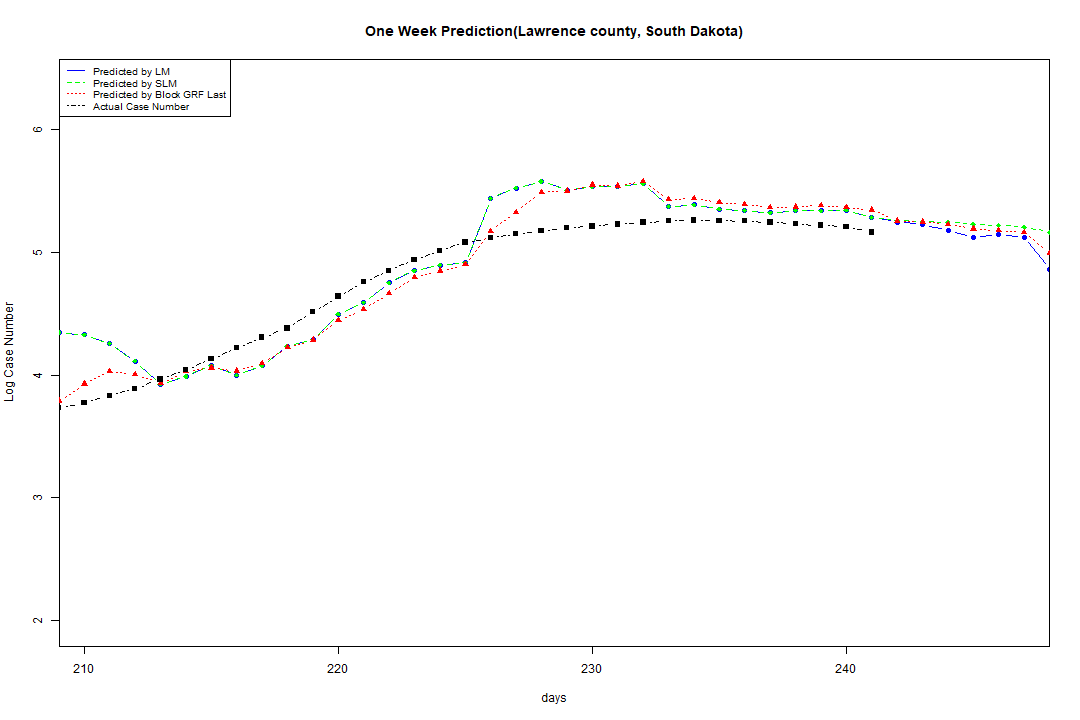 One Week Prediction(Lawrence county, South Dakota)
Predicted by LM
Predicted by SLM
Predicted by Block GRF Last
Actual Case Number
6
5
4
3
2
Log Case Number
210 220 230 240
days